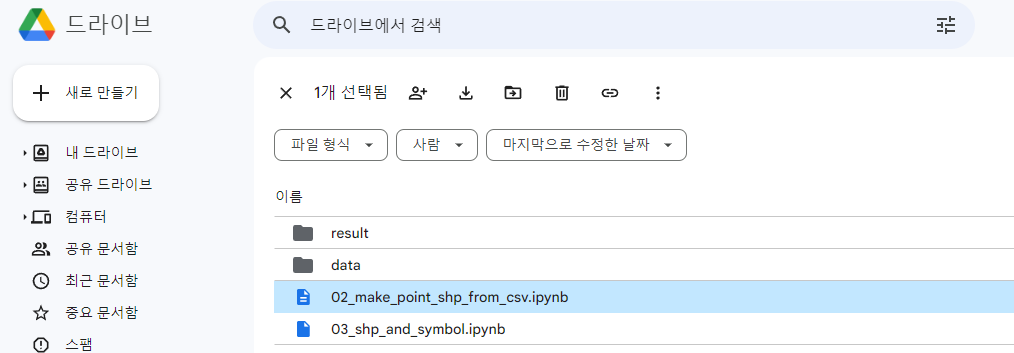 드라이브
드라이브에서 검색
새로 만들기
1개 선택됨
파일 형식
사람
마지막으로 수정한 날짜
내 드라이브
공유 드라이브
컴퓨터
공유 문서함
최근 문서함
중요 문서함
스팸
이름
result
data
02_make_point_shp_from_csv.ipynb
03_shp_and_symbol.ipynb